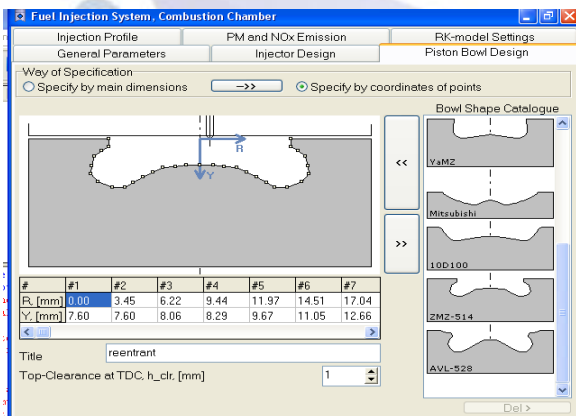 Fuel Injection System, Combustion Chamber
Injection Profile PM and NOx Emission RK-model Settings
General Parameters Injector Design Piston Bowl Design
Way of Specification
Specify by main dimensions -->> Specify by coordinates of points
Bowl Shape Catalogue
R
Y
<<
>>
YaMZ
Mitsubishi
10D100
ZMZ-514
AVL-528
# #1 #2 #3 #4 #5 #6 #7
R, [mm] 0.00 3.45 6.22 9.44 11.97 14.51 17.04
Y, [mm] 7.60 7.60 8.06 8.29 9.67 11.05 12.66
Title reentrant
Top-Clearance at TDC, h_clr, [mm] 1
Del >